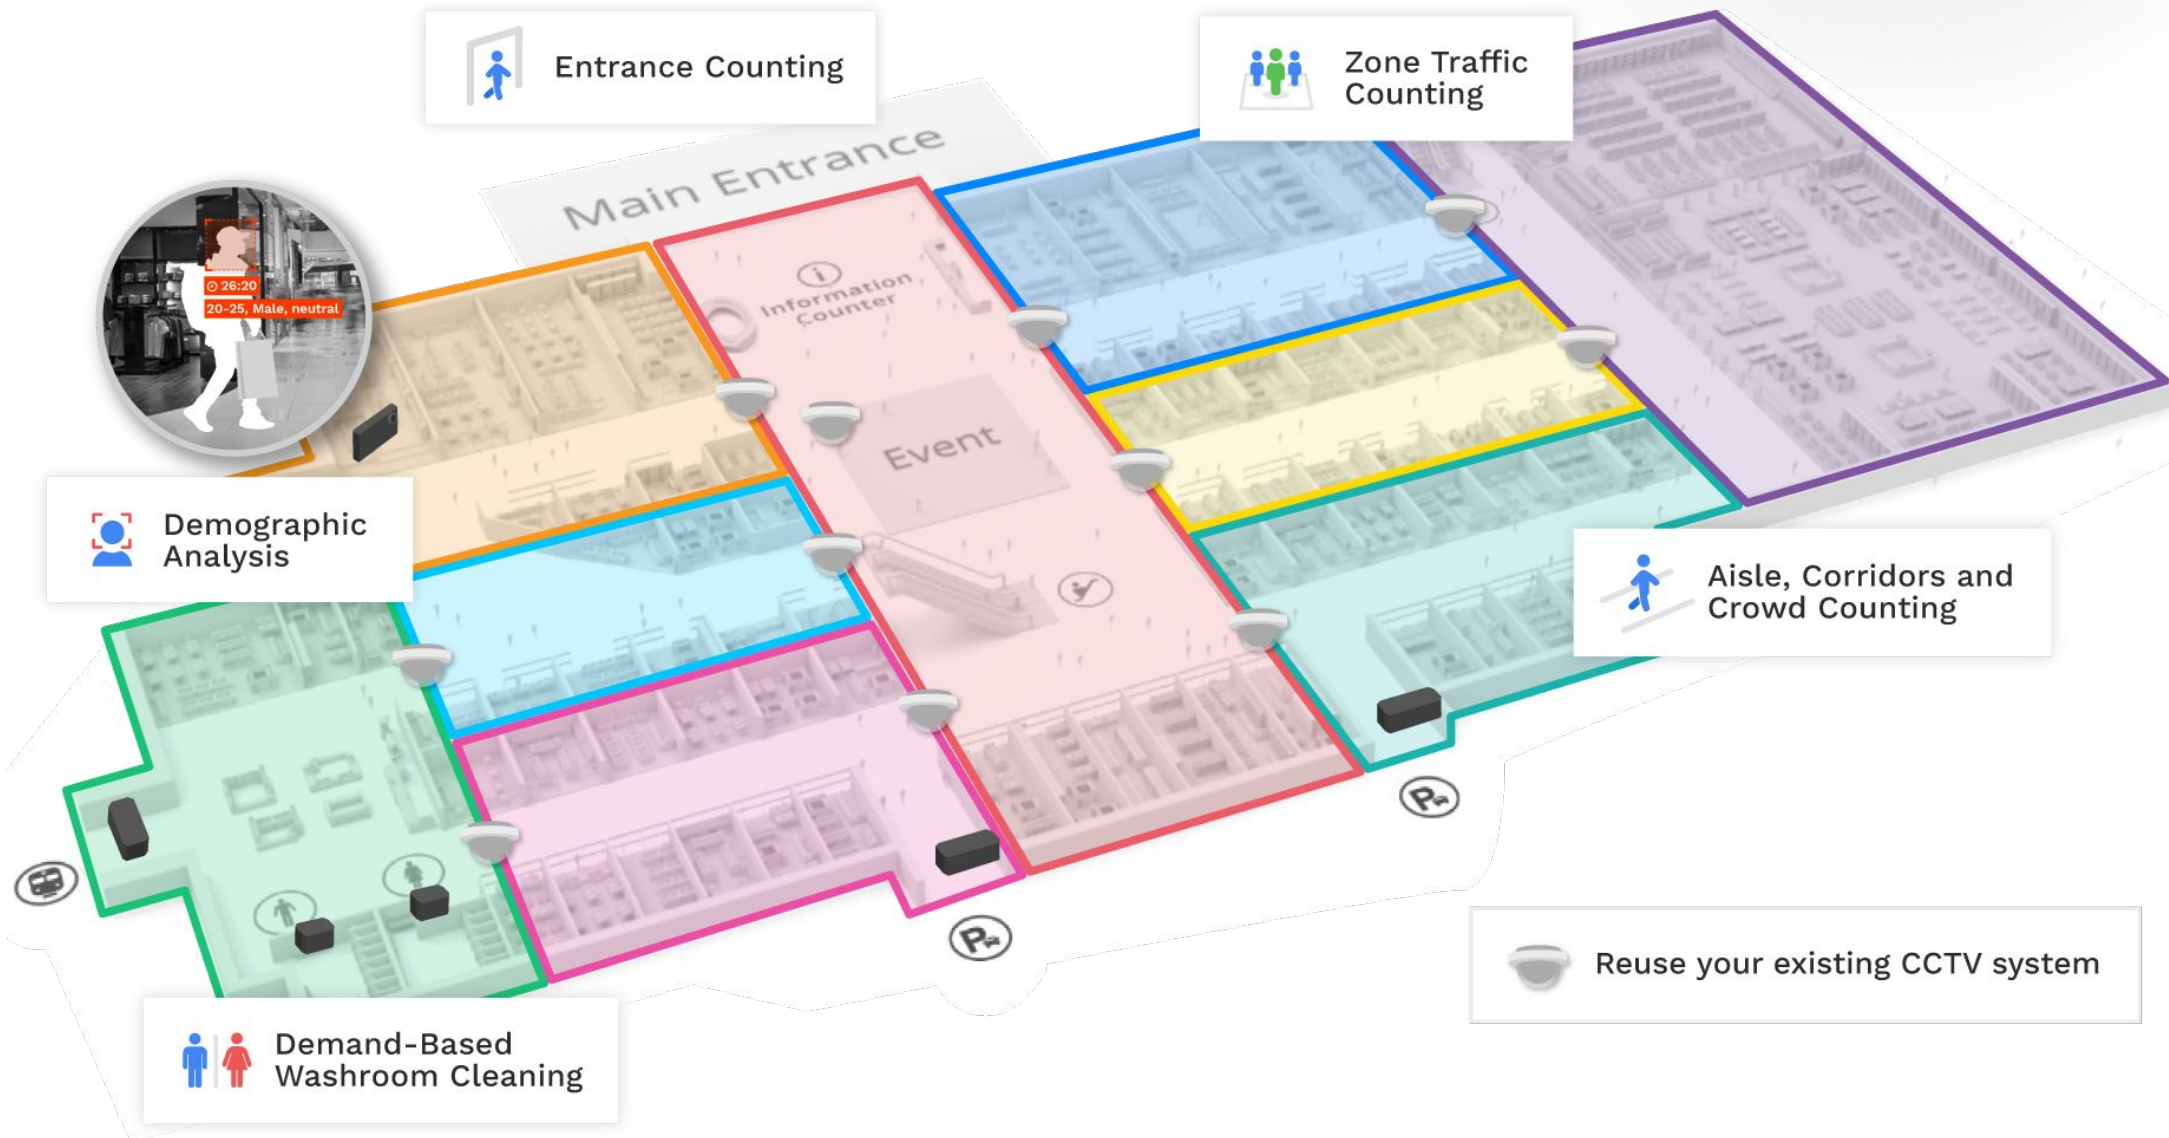 Entrance Counting
Zone Traffic
Counting
Main Entrance
26:20
20-25, Male, neutral
i
Information
Counter
Event
Demographic
Analysis
Aisle, Corridors and
Crowd Counting
P
P
Reuse your existing CCTV system
Demand-Based
Washroom Cleaning